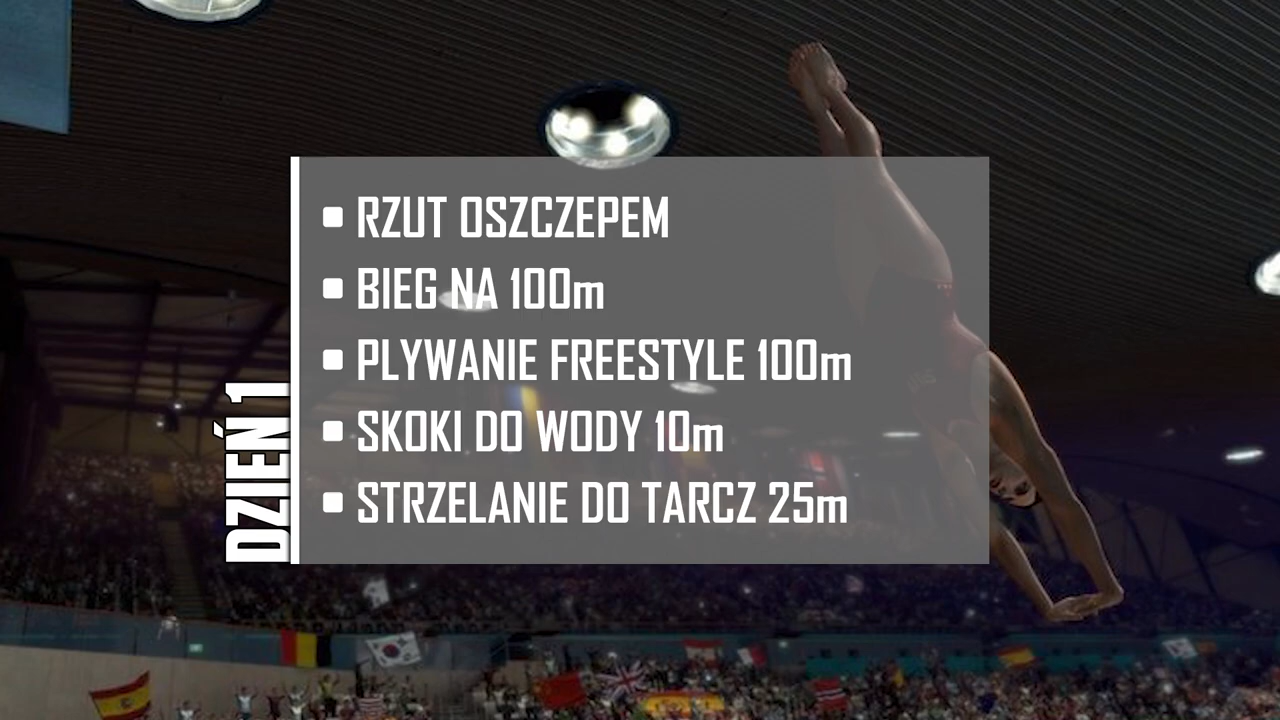 DZIEŃ 1
RZUT OSZCZEPEM
BIEG NA 100m
PLYWANIE FREESTYLE 100m
SKOKI DO WODY 10m
STRZELANIE DO TARCZ 25m